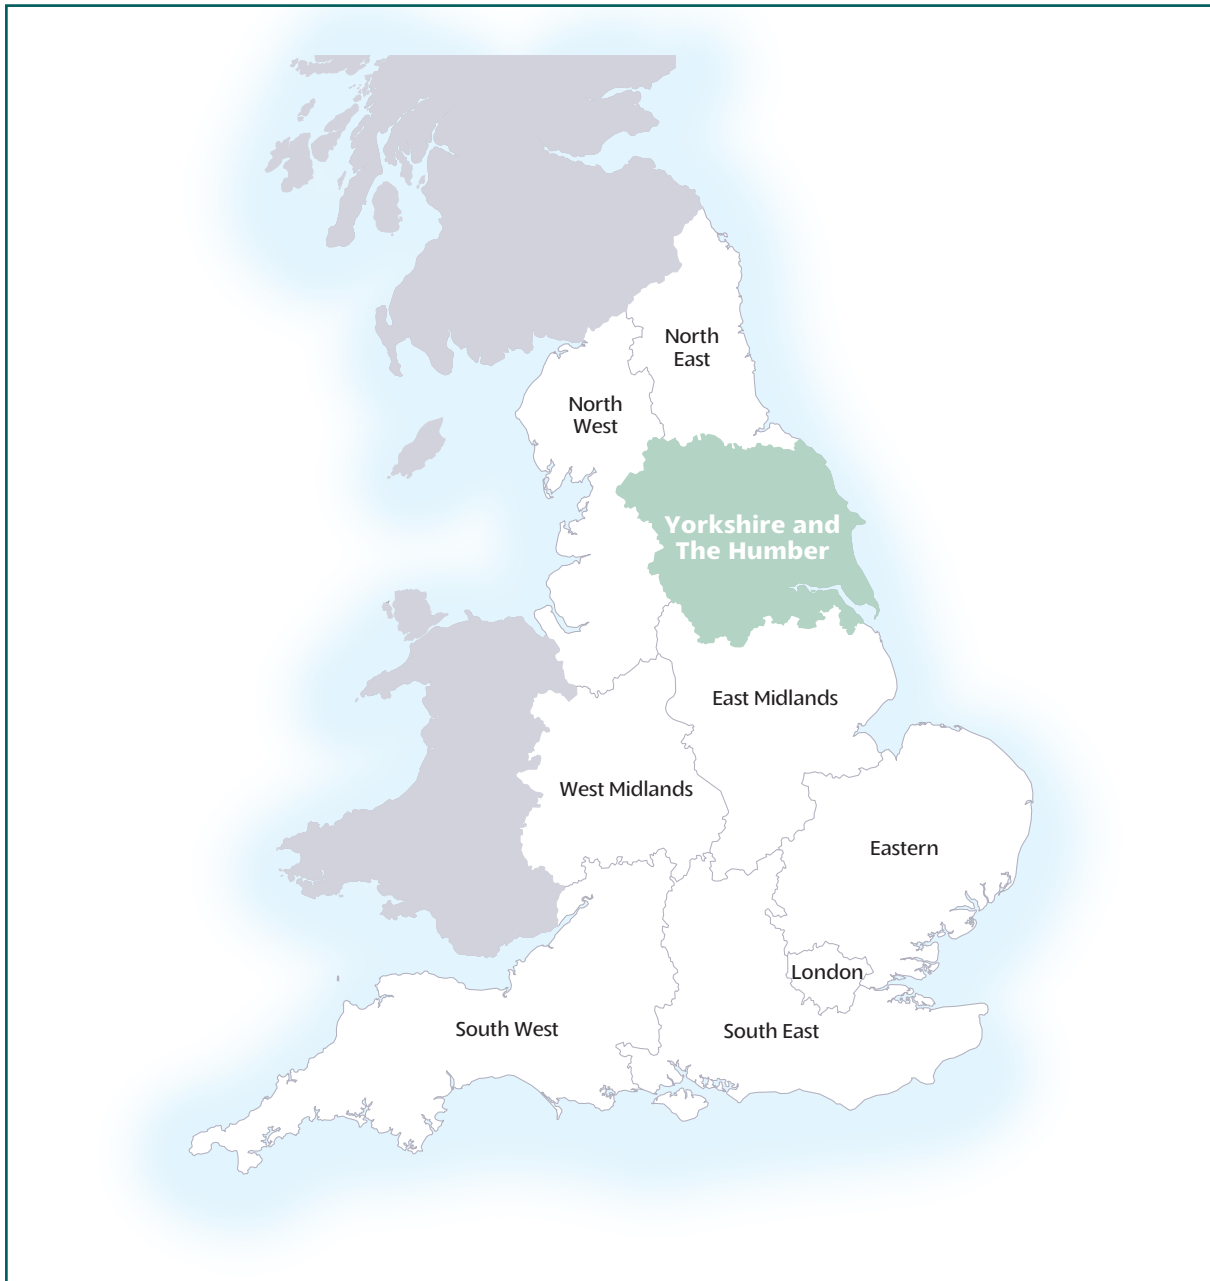 North
East
North
West
Yorkshire and
The Humber
East Midlands
West Midlands
Eastern
London
South West
South East